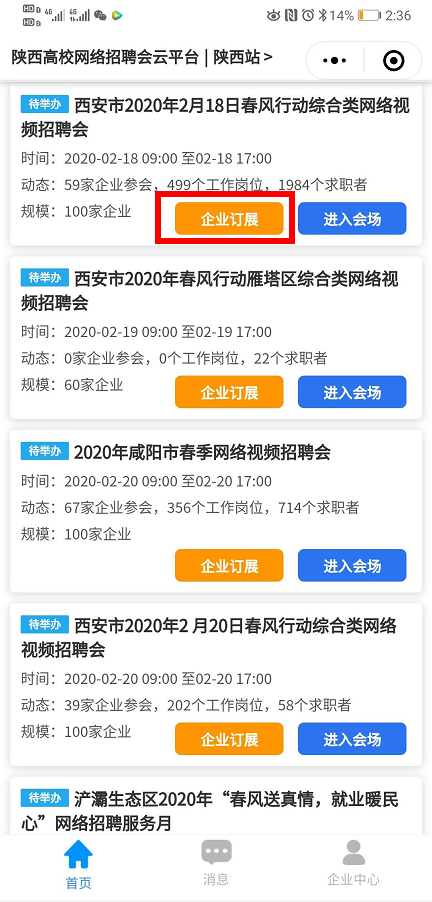 HD 4G 4G 14% 2:36
HD 2
陕西高校网络招聘会云平台 | 陕西站 >
待举办 西安市2020年2月18日春风行动综合类网络视
频招聘会
时间：2020-02-18 09:00 至02-18 17:00
动态：59家企业参会，499个工作岗位，1984个求职者
规模：100家企业
企业订展 进入会场
待举办 西安市2020年春风行动雁塔区综合类网络视
频招聘会
时间：2020-02-19 09:00 至02-19 17:00
动态：0家企业参会，0个工作岗位，22个求职者
规模：60家企业
企业订展 进入会场
待举办 2020年咸阳市春季网络视频招聘会
时间：2020-02-20 09:00 至02-20 17:00
动态：67家企业参会，356个工作岗位，714个求职者
规模：100家企业
企业订展 进入会场
待举办 西安市2020年2 月20日春风行动综合类网络
视频招聘会
时间：2020-02-20 09:00 至02-20 17:00
动态：39家企业参会，202个工作岗位，58个求职者
规模：100家企业
企业订展 进入会场
待举办 浐灞生态区2020年“春风送真情，就业暖民
心”网络招聘服务月
首页 消息 企业中心